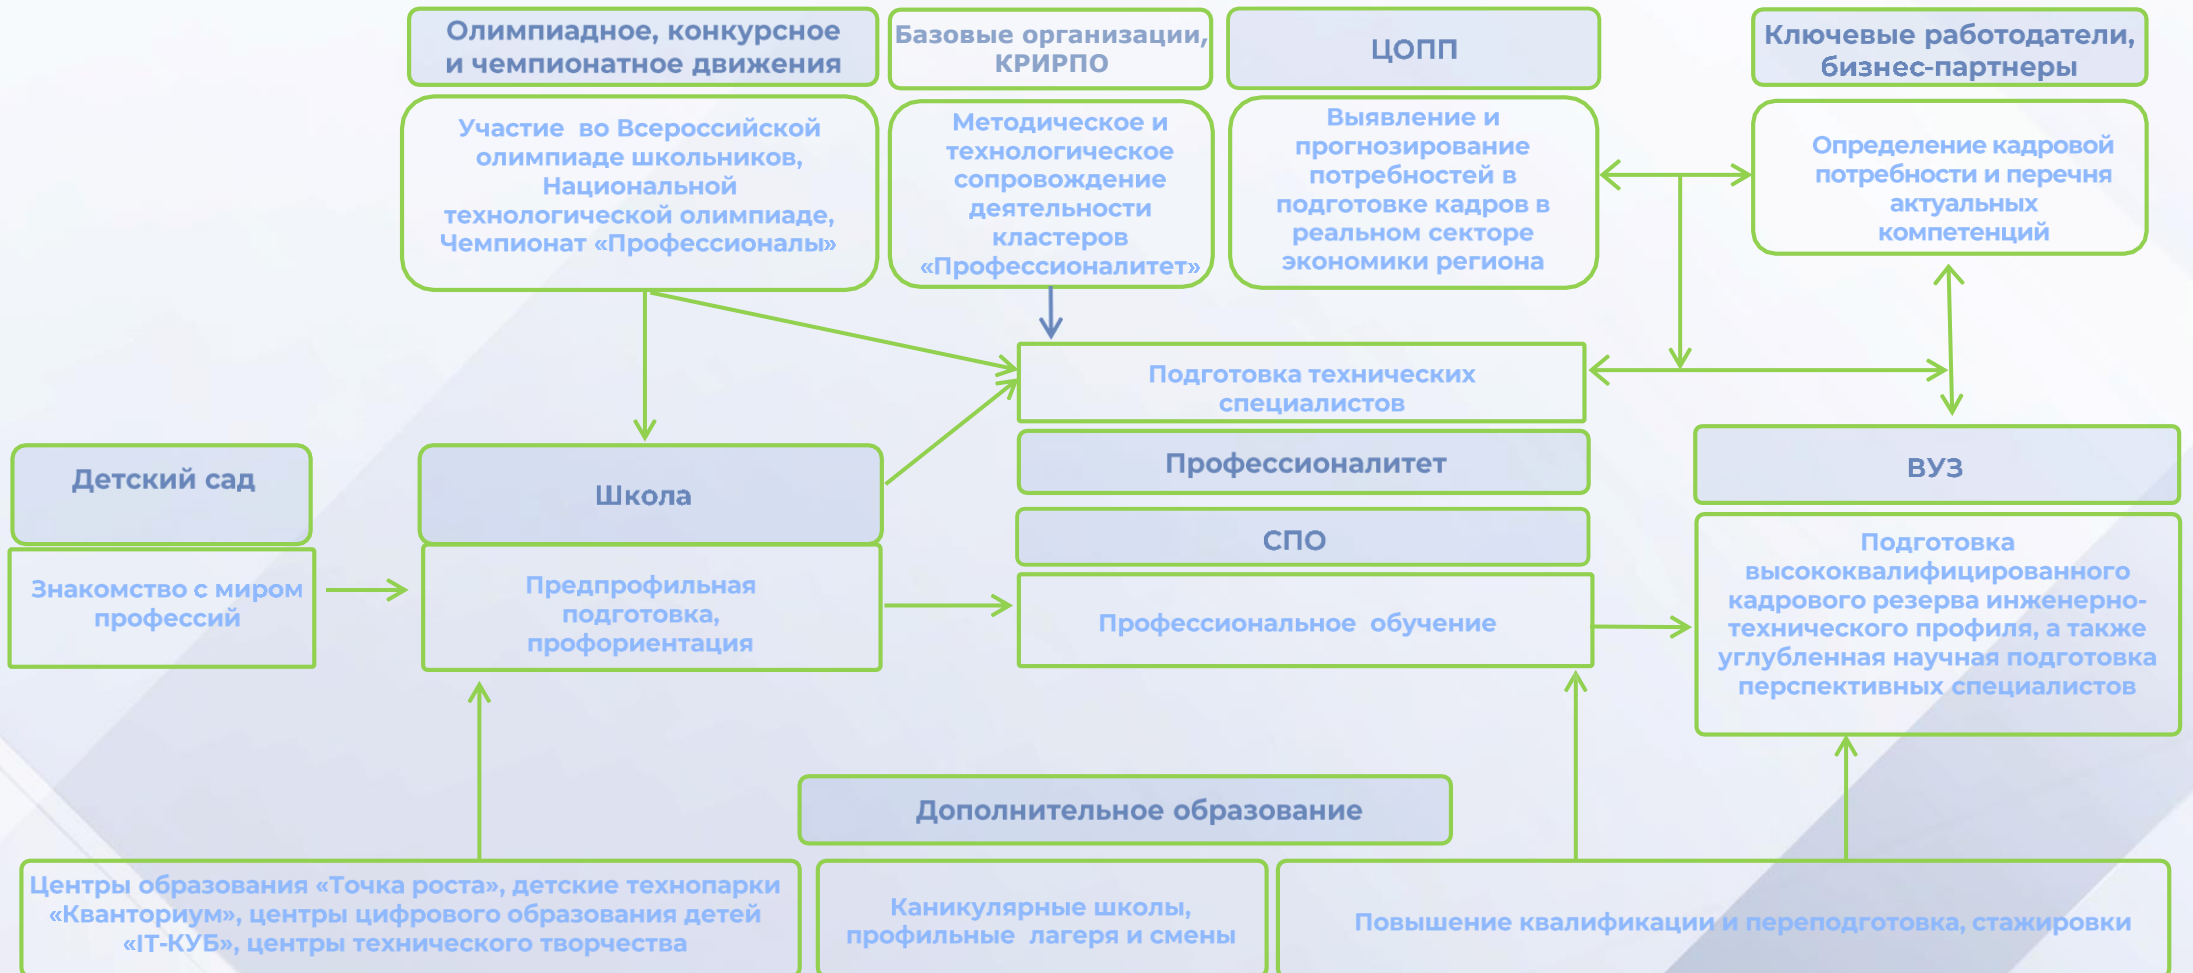 Олимпиадное, конкурсное
и чемпионатное движения
Базовые организации,
КРИРПО
ЦОПП
Ключевые работодатели,
бизнес-партнеры
Участие во Всероссийской
олимпиаде школьников,
Национальной
технологической олимпиаде,
Чемпионат «Профессионалы»
Методическое и
технологическое
сопровождение
деятельности
кластеров
«Профессионалитет»
Выявление и
прогнозирование
потребностей в
подготовке кадров в
реальном секторе
экономики региона
Определение кадровой
потребности и перечня
актуальных
компетенций
Подготовка технических
специалистов
Детский сад
Знакомство с миром
профессий
Школа
Предпрофильная
подготовка,
профориентация
Профессионалитет
СПО
Профессиональное обучение
ВУЗ
Подготовка
высококвалифицированного
кадрового резерва инженерно-
технического профиля, а также
углубленная научная подготовка
перспективных специалистов
Дополнительное образование
Центры образования «Точка роста», детские технопарки
«Кванториум», центры цифрового образования детей
«IT-КУБ», центры технического творчества
Каникулярные школы,
профильные лагеря и смены
Повышение квалификации и переподготовка, стажировки